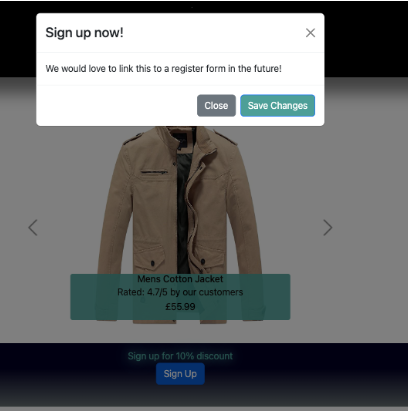 Sign up now!
We would love to link this to a register form in the future!
Close
Save Changes
Mens Cotton Jacket
Rated: 4.7/5 by our customers
£55.99
Sign up for 10% discount
Sign Up